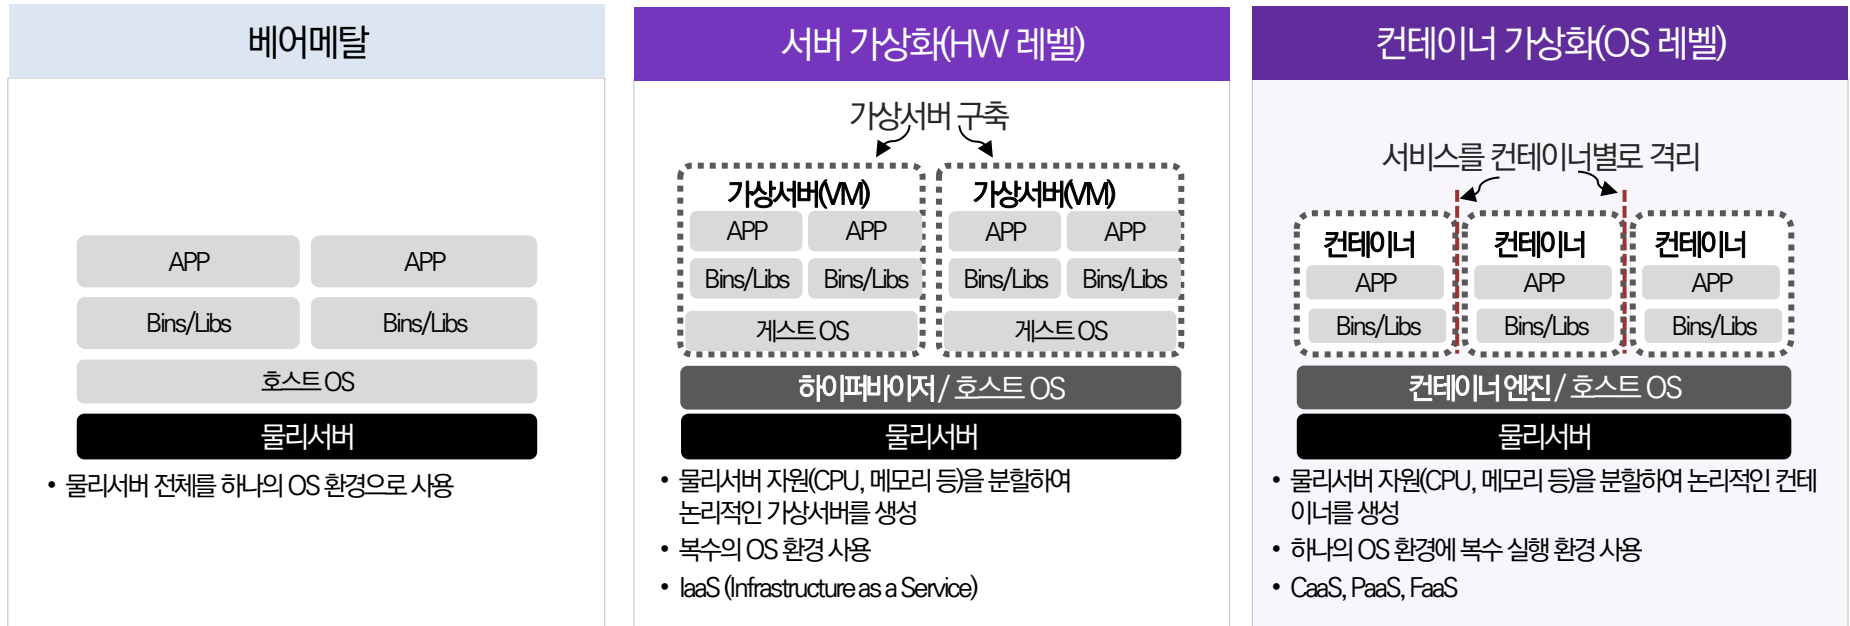 베어메탈
APP APP
Bins/Libs Bins/Libs
호스트 OS
물리서버
• 물리서버 전체를 하나의 OS 환경으로 사용
서버 가상화(HW 레벨)
가상서버 구축
가상서버(VM) 가상서버(VM)
APP APP APP APP
Bins/Libs Bins/Libs Bins/Libs Bins/Libs
게스트 OS 게스트 OS
하이퍼바이저 / 호스트 OS
물리서버
• 물리서버 자원(CPU, 메모리 등)을 분할하여
논리적인 가상서버를 생성
• 복수의 OS 환경 사용
• IaaS (Infrastructure as a Service)
컨테이너 가상화(OS 레벨)
서비스를 컨테이너별로 격리
컨테이너 컨테이너 컨테이너
APP APP APP
Bins/Libs Bins/Libs Bins/Libs
컨테이너 엔진 / 호스트 OS
물리서버
• 물리서버 자원(CPU, 메모리 등)을 분할하여 논리적인 컨테
이너를 생성
• 하나의 OS 환경에 복수 실행 환경 사용
• CaaS, PaaS, FaaS